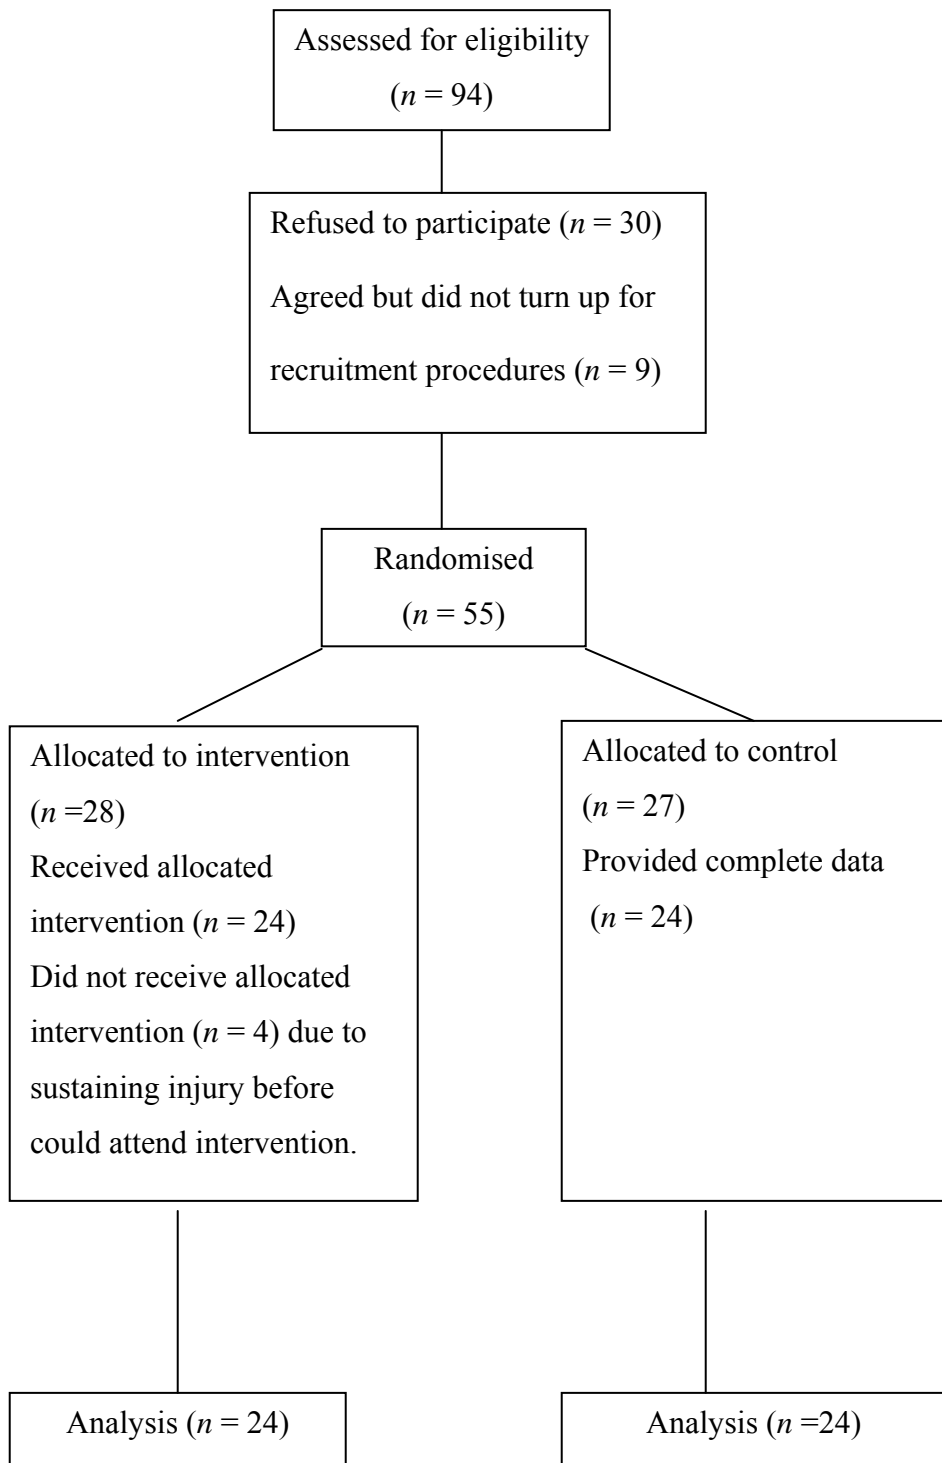 Assessed for eligibility
(n = 94)
Refused to participate (n = 30)
Agreed but did not turn up for
recruitment procedures (n = 9)
Randomised
(n = 55)
Allocated to intervention
(n =28)
Received allocated
intervention (n = 24)
Did not receive allocated
intervention (n = 4) due to
sustaining injury before
could attend intervention.
Allocated to control
(n = 27)
Provided complete data
(n = 24)
Analysis (n = 24)
Analysis (n =24)